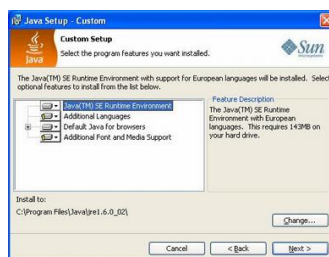 Java Setup - Custom
Custom Setup
Select the program features you want installed.
Java
Sun
microsystems
The Java(TM) SE Runtime Environment with support for European languages will be installed. Select
optional features to install from the list below.
Java(TM) SE Runtime Environment
Additional Languages
Default Java for browsers
Additional Font and Media Support
Feature Description
The Java(TM) SE Runtime
Environment with European
languages. This requires 143MB on
your hard drive.
Install to:
C:\Program Files\Java\jre1.6.0_02\
Change...
Cancel
< Back
Next >